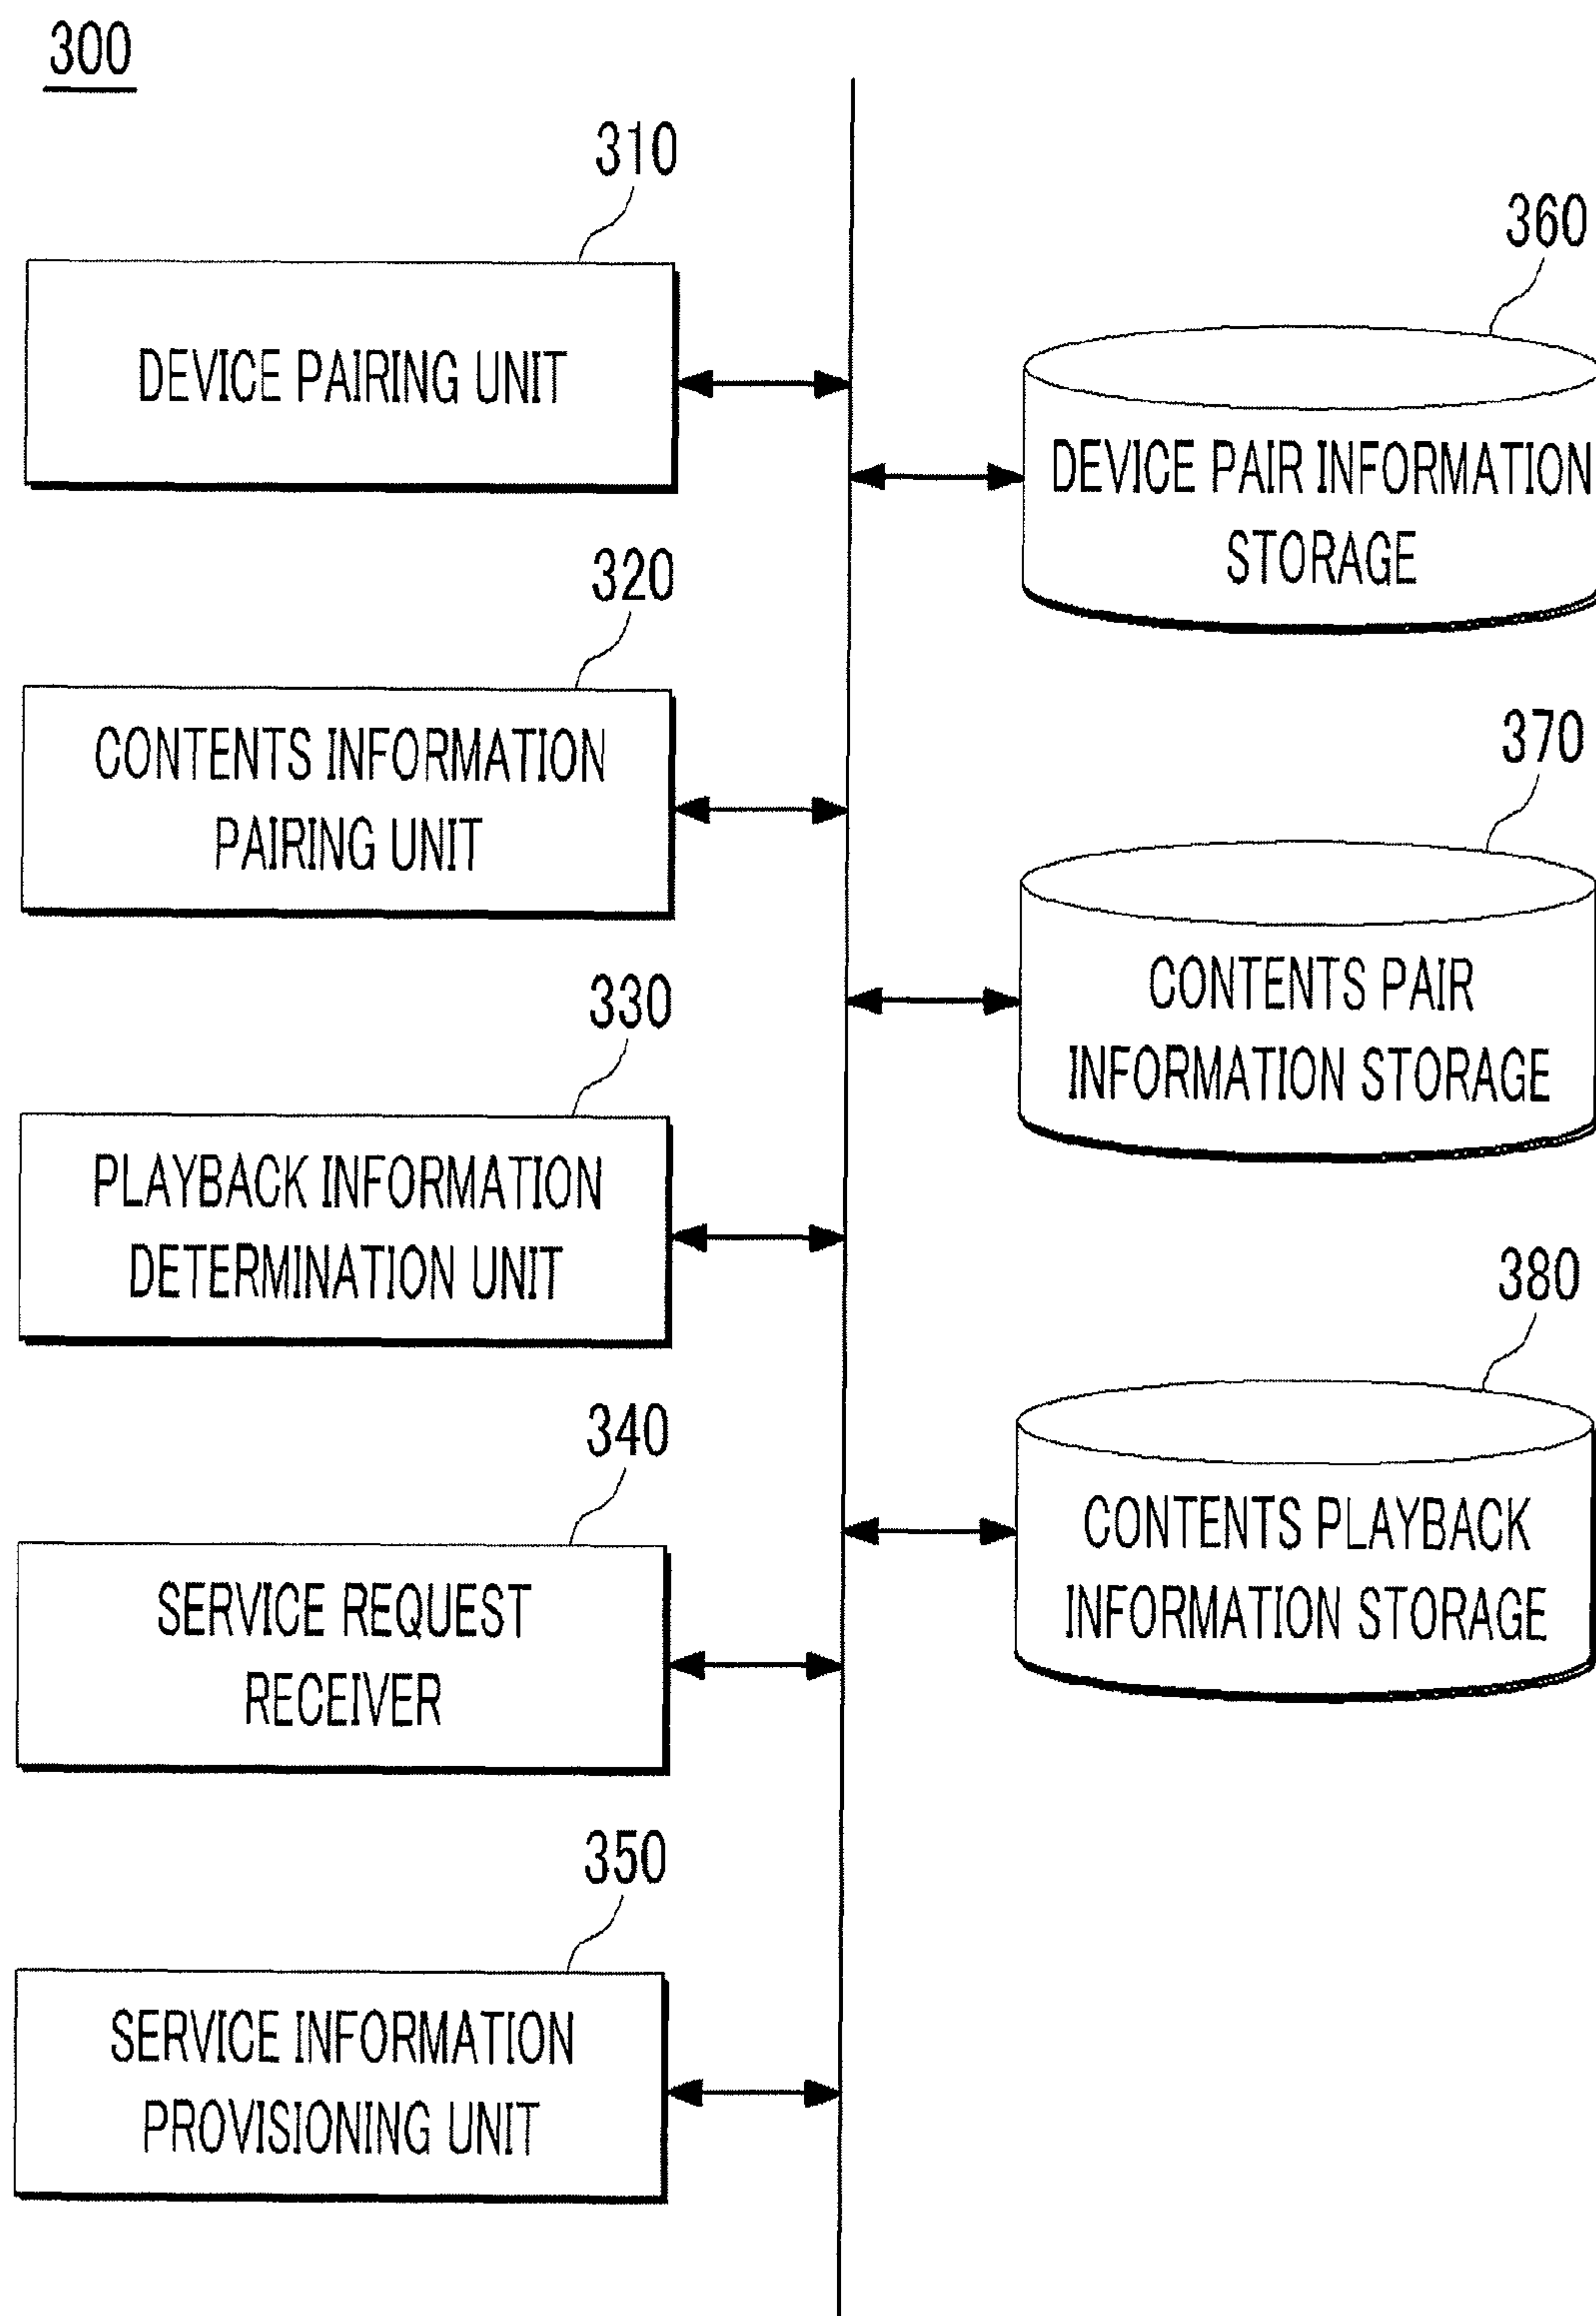 300
310
DEVICE PAIRING UNIT
360
DEVICE PAIR INFORMATION
STORAGE
320
CONTENTS INFORMATION
PAIRING UNIT
370
CONTENTS PAIR
INFORMATION STORAGE
330
PLAYBACK INFORMATION
DETERMINATION UNIT
380
CONTENTS PLAYBACK
INFORMATION STORAGE
340
SERVICE REQUEST
RECEIVER
350
SERVICE INFORMATION
PROVISIONING UNIT